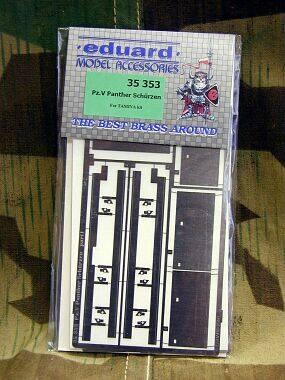 eduard
MODEL ACCESSORIES
35 353
Pz.V Panther Schürzen
For TAMIYA kit
THE BEST BRASS AROUND